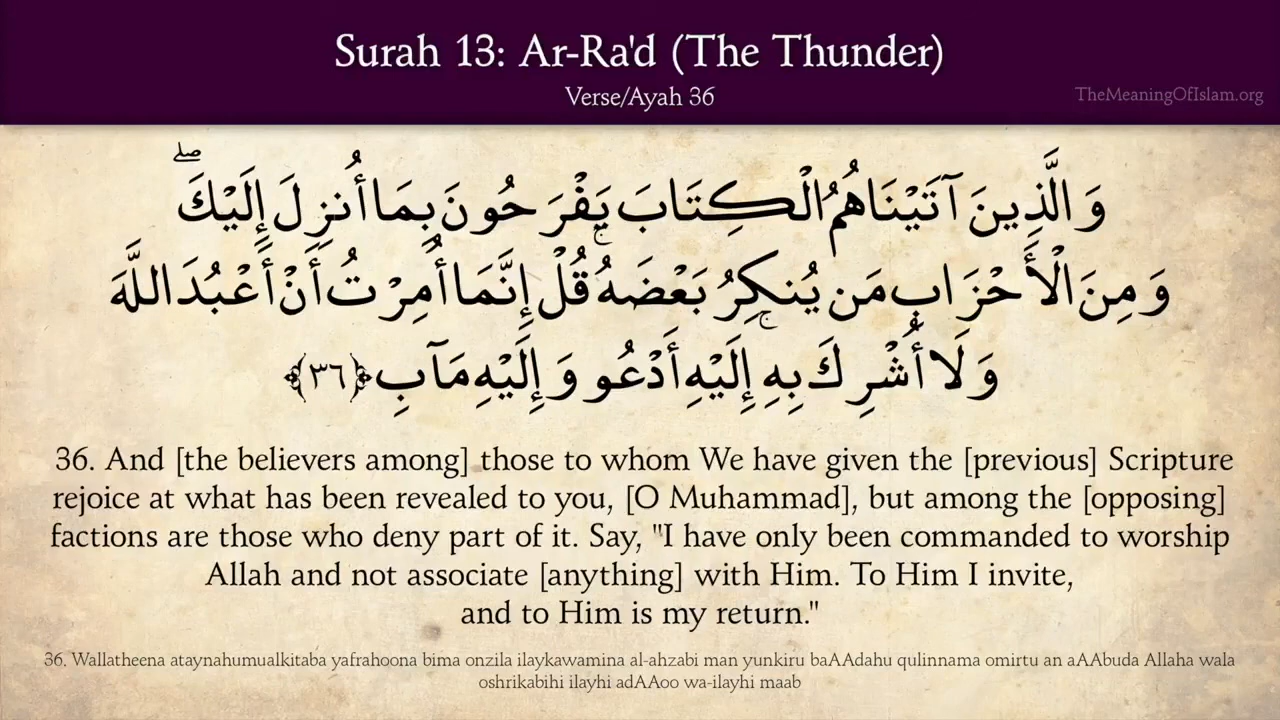 Surah 13: Ar-Ra'd (The Thunder)
Verse/Ayah 36
TheMeaningOfIslam.org
وَالَّذِينَ آتَيْنَاهُمُ الْكِتَابَ يَفْرَحُونَ بِمَا أُنزِلَ إِلَيْكَ ۖ
وَمِنَ الْأَحْزَابِ مَن يُنكِرُ بَعْضَهُ ۚ قُلْ إِنَّمَا أُمِرْتُ أَنْ أَعْبُدَ اللَّهَ
وَلَا أُشْرِكَ بِهِ ۚ إِلَيْهِ أَدْعُو وَإِلَيْهِ مَآبِ ﴿٣٦﴾
36. And [the believers among] those to whom We have given the [previous] Scripture
rejoice at what has been revealed to you, [O Muhammad], but among the [opposing]
factions are those who deny part of it. Say, "I have only been commanded to worship
Allah and not associate [anything] with Him. To Him I invite,
and to Him is my return."
36. Wallatheena ataynahumualkitaba yafrahoona bima onzila ilaykawamina al-ahzabi man yunkiru baAAdahu qulinnama omirtu an aAAbuda Allaha wala
oshrikabihi ilayhi adAAoo wa-ilayhi maab